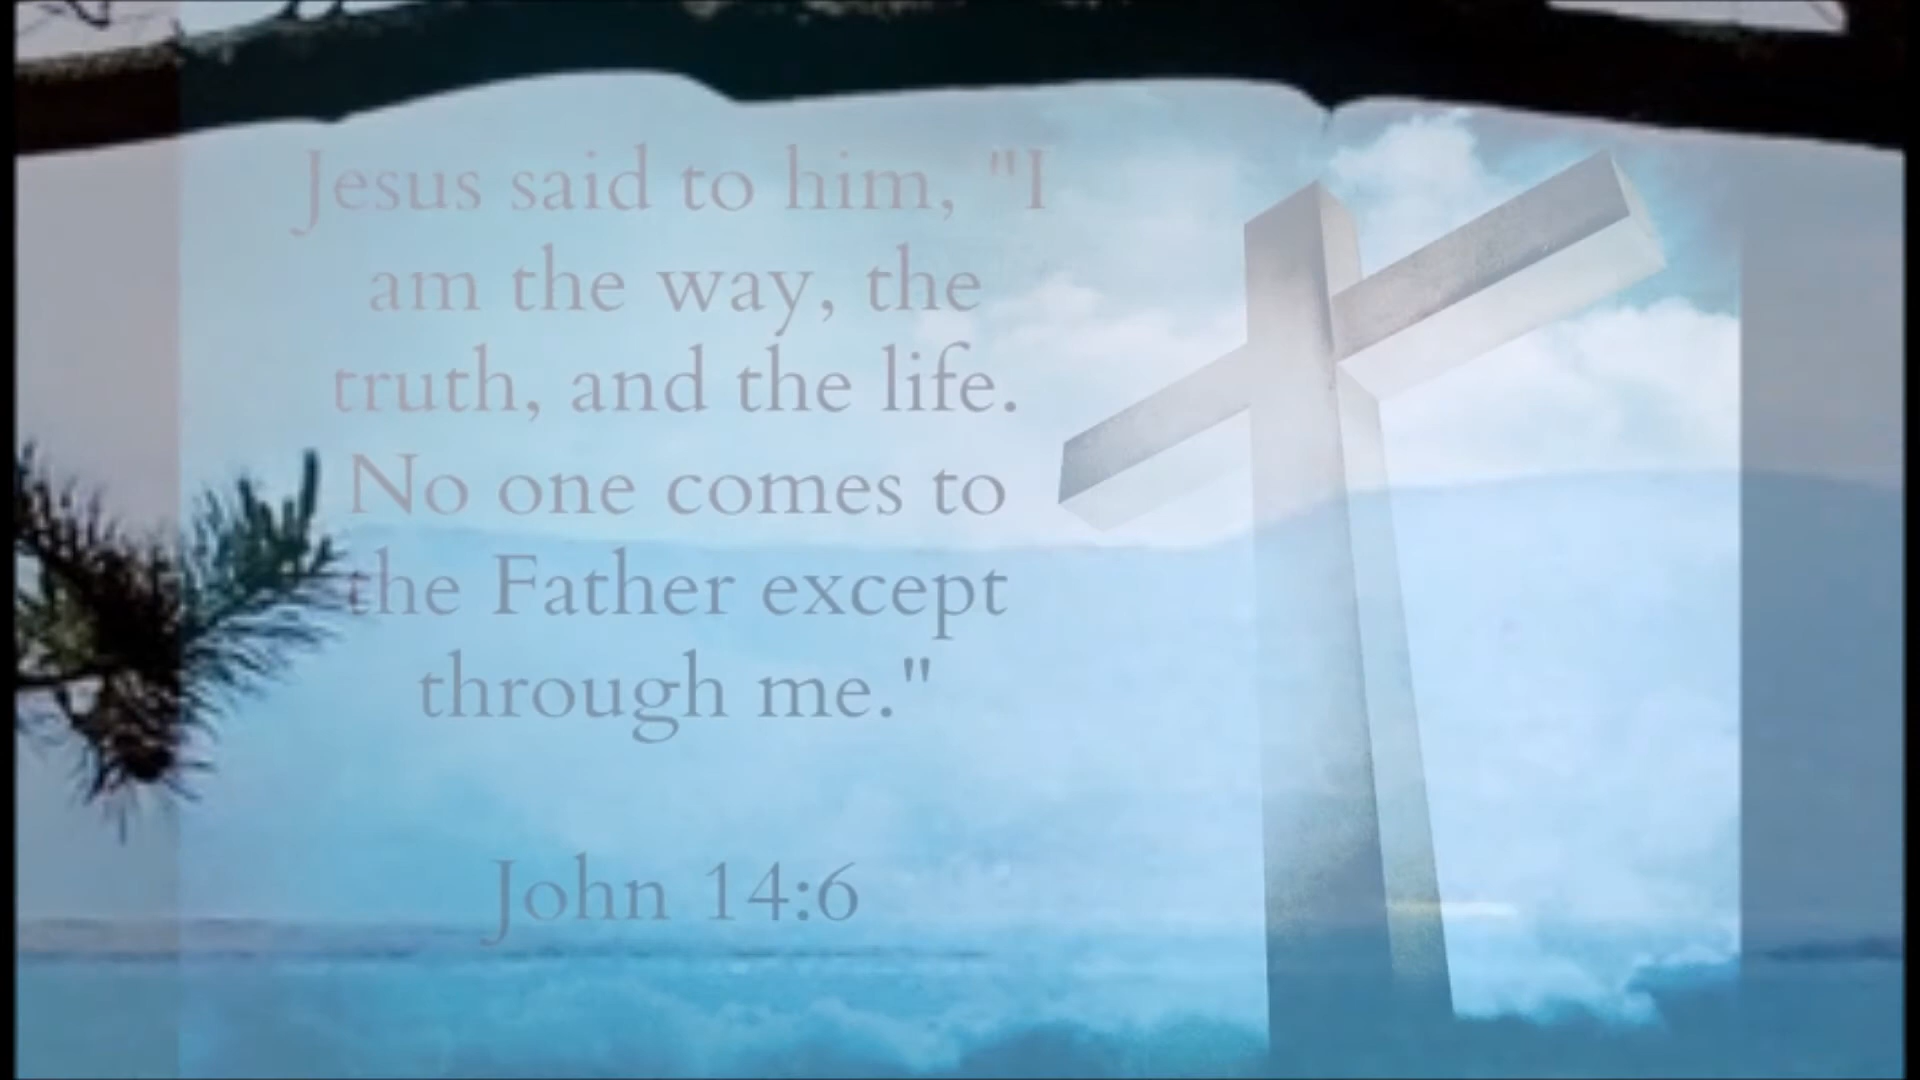 Jesus said to him, "I
am the way, the
truth, and the life.
No one comes to
the Father except
through me."
John 14:6